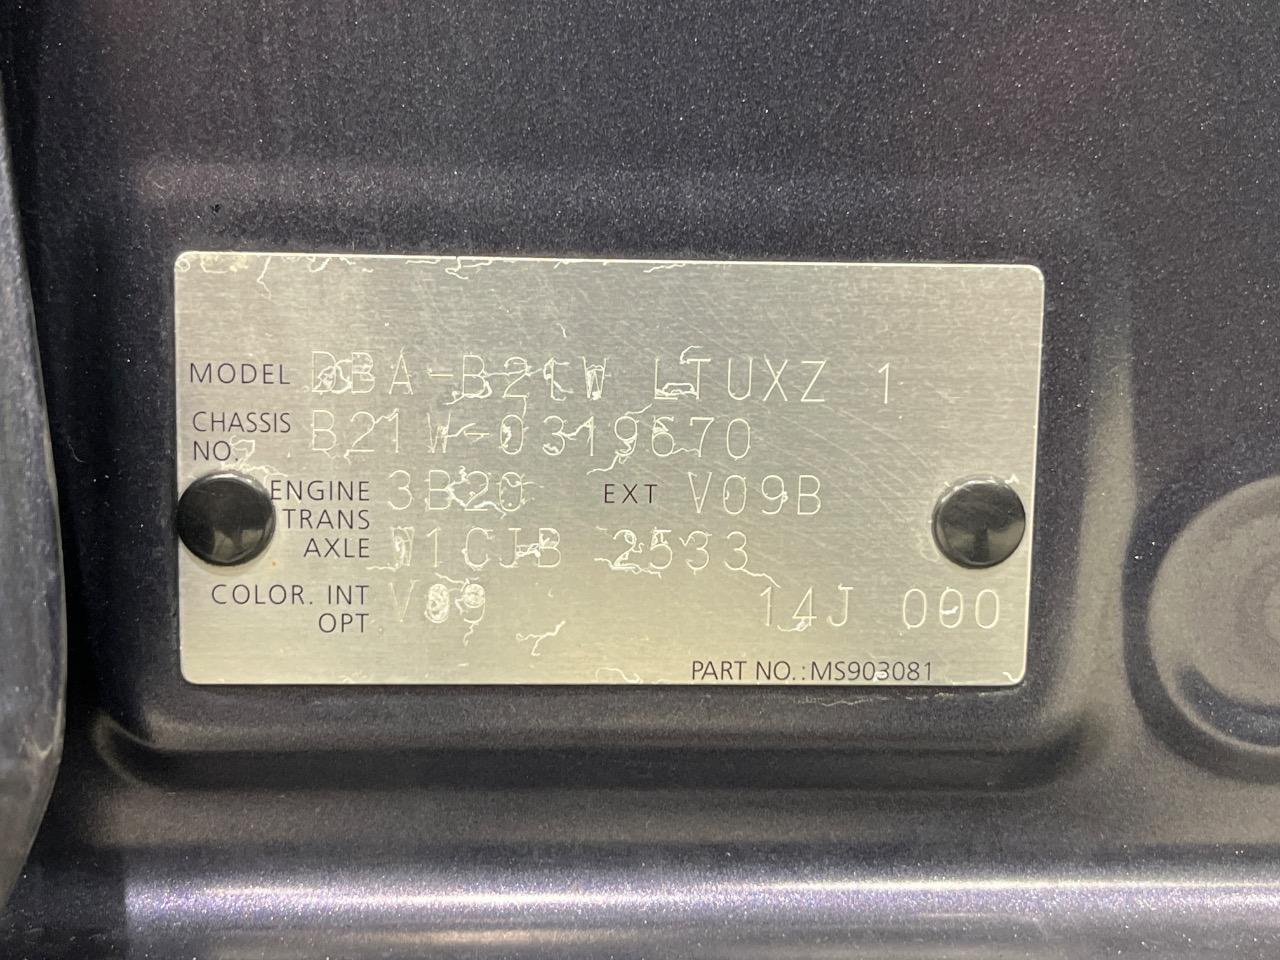 MODEL DBA-B21W LTUXZ 1
CHASSIS NO. B21W-0319670
ENGINE 3B20 EXT V09B
TRANS AXLE W1CJB 2533
COLOR. INT OPT V09 14J 000
PART NO.: MS903081